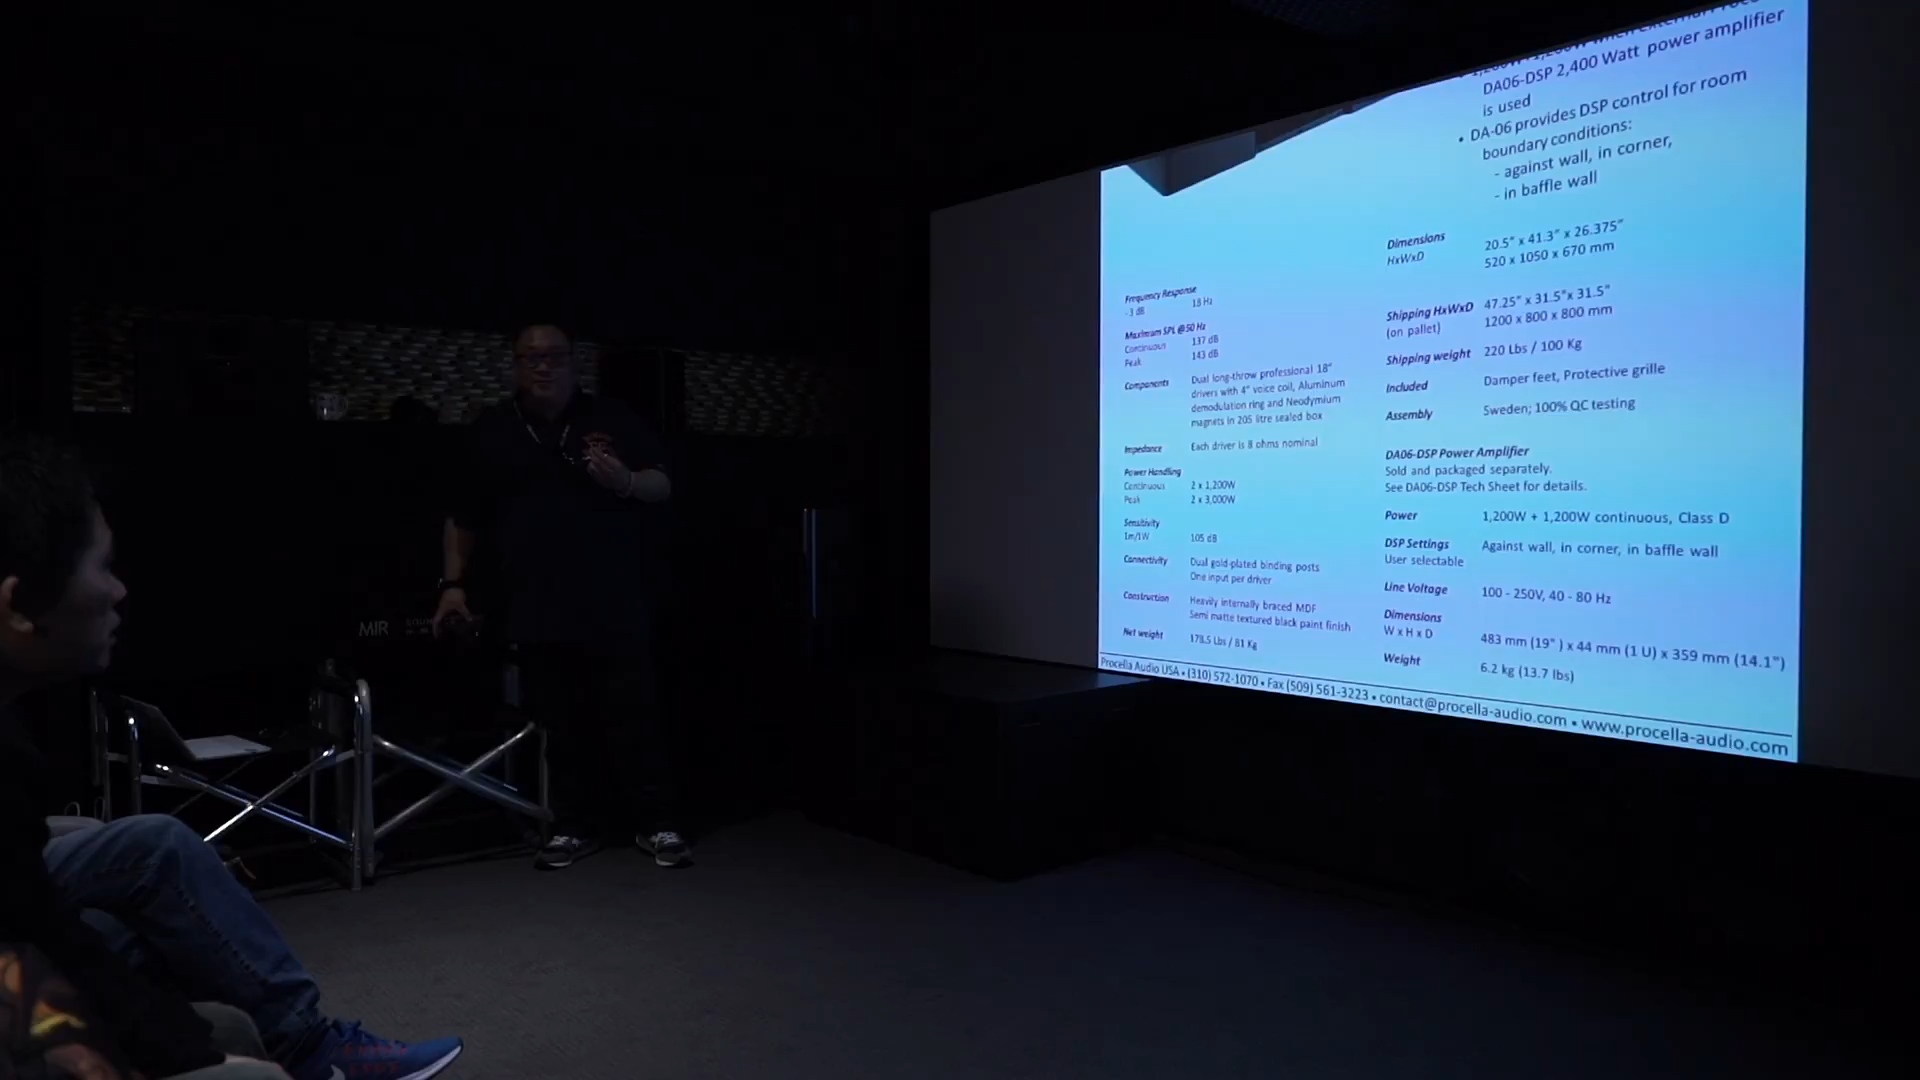 DA06-DSP 2,400 Watt power amplifier
is used
• DA-06 provides DSP control for room
boundary conditions:
- against wall, in corner,
- in baffle wall
Dimensions
HxWxD
20.5" x 41.3" x 26.375"
520 x 1050 x 670 mm
Shipping HxWxD
(on pallet)
47.25" x 31.5"x 31.5"
1200 x 800 x 800 mm
Shipping weight 220 Lbs / 100 Kg
Included Damper feet, Protective grille
Assembly Sweden; 100% QC testing
DA06-DSP Power Amplifier
Sold and packaged separately.
See DA06-DSP Tech Sheet for details.
Power 1,200W + 1,200W continuous, Class D
DSP Settings Against wall, in corner, in baffle wall
User selectable
Line Voltage 100 - 250V, 40 - 80 Hz
Dimensions
W x H x D 483 mm (19" ) x 44 mm (1 U) x 359 mm (14.1")
Weight 6.2 kg (13.7 lbs)
Frequency Response
- 3 dB 18 Hz
Maximum SPL @50 Hz
Continuous 137 dB
Peak 143 dB
Components Dual long-throw professional 18"
drivers with 4" voice coil, Aluminum
demodulation ring and Neodymium
magnets in 205 litre sealed box
Impedance Each driver is 8 ohms nominal
Power Handling
Continuous 2 x 1,200W
Peak 2 x 3,000W
Sensitivity
1m/1W 105 dB
Connectivity Dual gold-plated binding posts
One input per driver
Construction Heavily internally braced MDF
Semi matte textured black paint finish
Net weight 178.5 Lbs / 81 Kg
Procella Audio USA • (310) 572-1070 • Fax (509) 561-3223 • contact@procella-audio.com • www.procella-audio.com
MIR